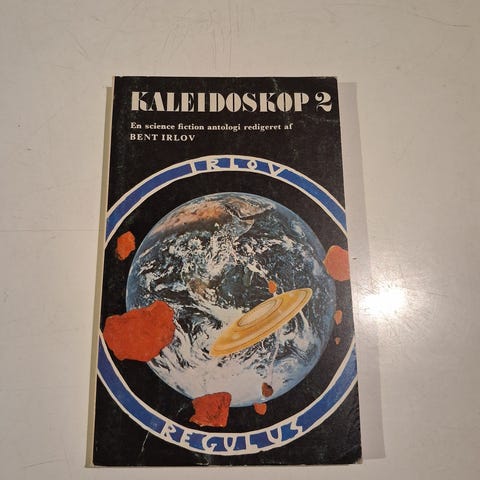 KALEIDOSKOP 2
En science fiction antologi redigeret af
BENT IRLOV
IRLOV
REGULUS